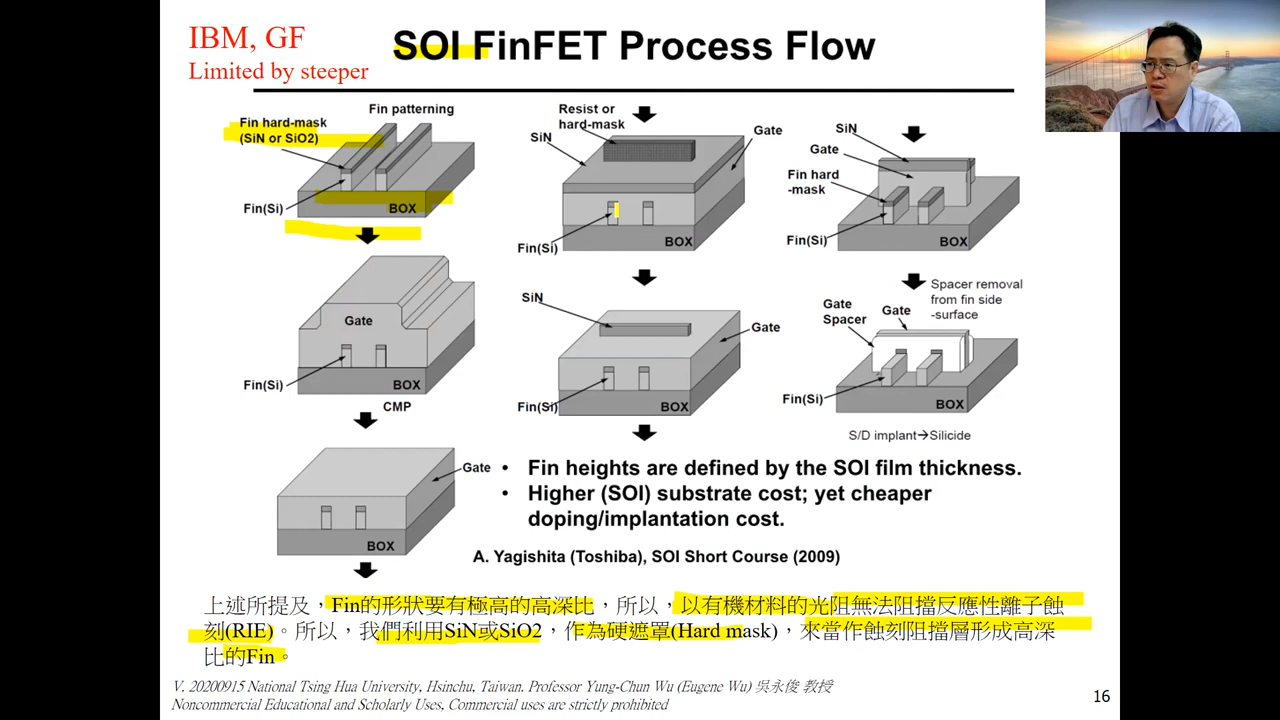 IBM, GF
Limited by steeper
SOI FinFET Process Flow
Fin patterning
Fin hard-mask
(SiN or SiO2)
Fin(Si)
BOX
Gate
Fin(Si)
BOX
CMP
Gate
BOX
Resist or
hard-mask
SiN
Gate
Fin(Si)
BOX
SiN
Gate
Fin(Si)
BOX
SiN
Gate
Fin hard
-mask
Fin(Si)
BOX
Spacer removal
from fin side
-surface
Gate
Spacer
Gate
Fin(Si)
BOX
S/D implant→Silicide
• Fin heights are defined by the SOI film thickness.
• Higher (SOI) substrate cost; yet cheaper
doping/implantation cost.
A. Yagishita (Toshiba), SOI Short Course (2009)
上述所提及，Fin的形狀要有極高的高深比，所以，以有機材料的光阻無法阻擋反應性離子蝕
刻(RIE)。所以，我們利用SiN或SiO2，作為硬遮罩(Hard mask)，來當作蝕刻阻擋層形成高深
比的Fin。
V. 20200915 National Tsing Hua University, Hsinchu, Taiwan. Professor Yung-Chun Wu (Eugene Wu) 吳永俊 教授
Noncommercial Educational and Scholarly Uses, Commercial uses are strictly prohibited
16